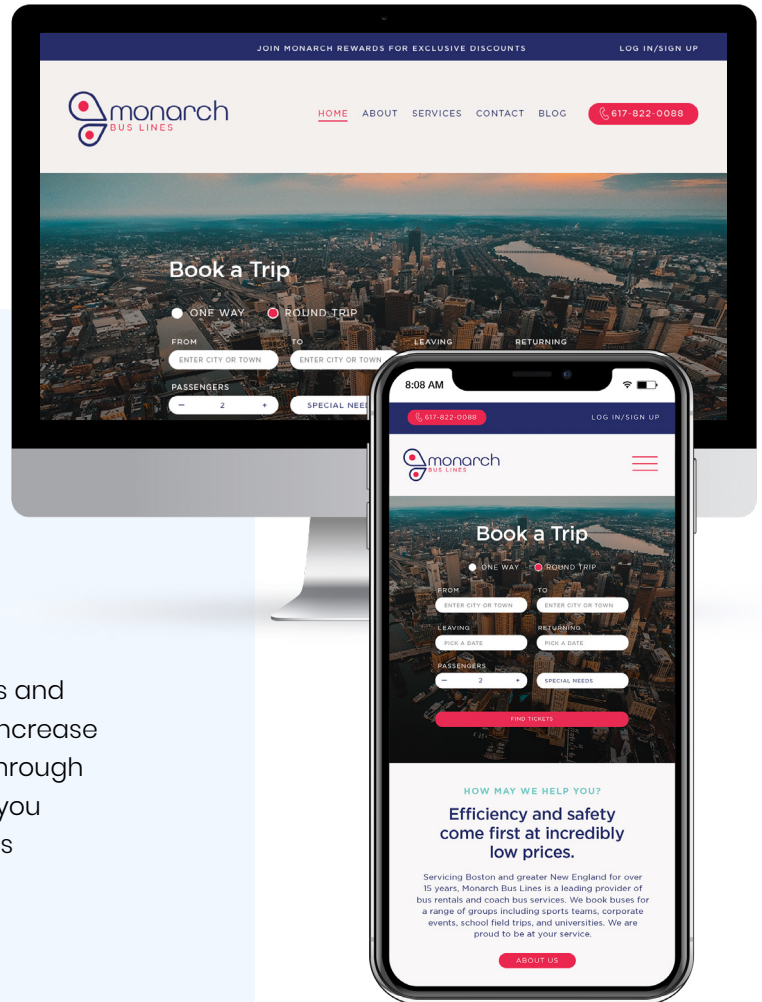 JOIN MONARCH REWARDS FOR EXCLUSIVE DISCOUNTS
LOG IN/SIGN UP
monarch
BUS LINES
HOME ABOUT SERVICES CONTACT BLOG
617-822-0088
Book a Trip
ONE WAY ROUND TRIP
FROM TO LEAVING RETURNING
ENTER CITY OR TOWN ENTER CITY OR TOWN
PASSENGERS
– 2 + SPECIAL
s and
ncrease
hrough
you
s
8:08 AM
617-822-0088 LOG IN/SIGN UP
monarch
BUS LINES
Book a Trip
ONE WAY ROUND TRIP
FROM TO
ENTER CITY OR TOWN ENTER CITY OR TOWN
LEAVING RETURNING
PICK A DATE PICK A DATE
PASSENGERS
– 2 + SPECIAL NEEDS
FIND TICKETS
HOW MAY WE HELP YOU?
Efficiency and safety
come first at incredibly
low prices.
Servicing Boston and greater New England for over
15 years, Monarch Bus Lines is a leading provider of
bus rentals and coach bus services. We book buses for
a range of groups including sports teams, corporate
events, school field trips, and universities. We are
proud to be at your service.
ABOUT US